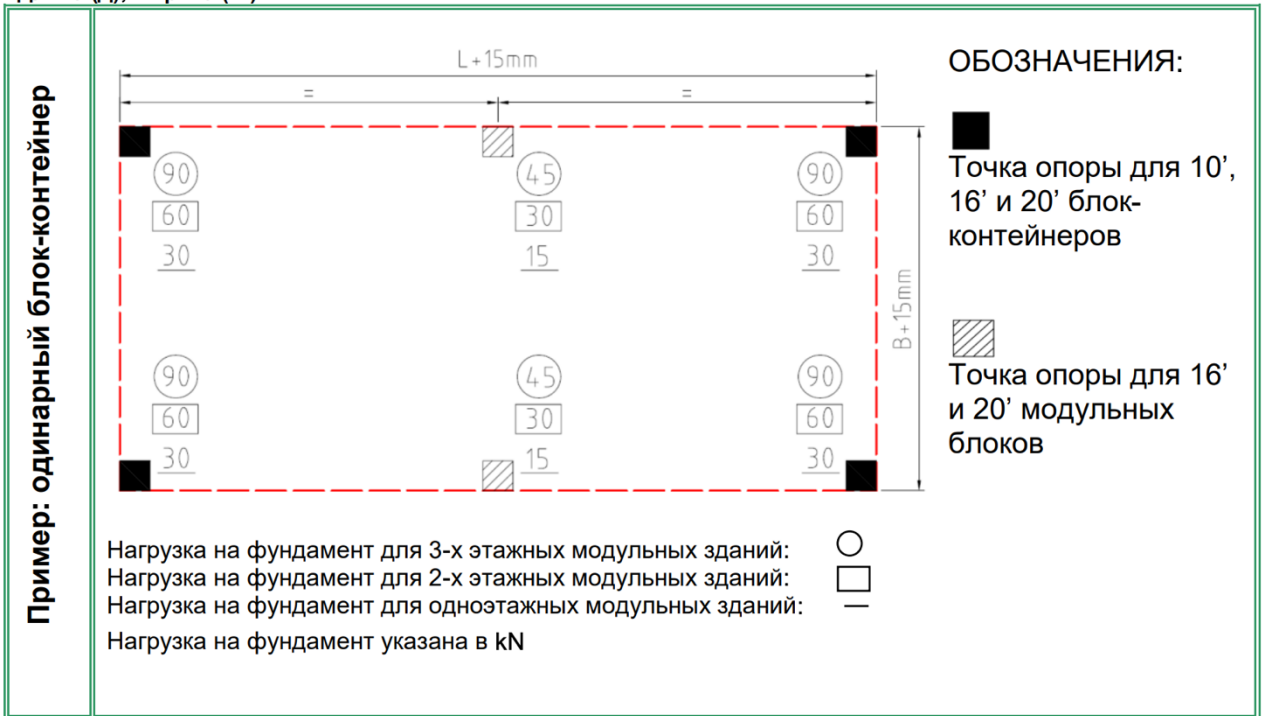 Пример: одинарный блок-контейнер
L+15mm
= =
90 45 90
60 30 60
30 15 30
B+15mm
90 45 90
60 30 60
30 15 30
ОБОЗНАЧЕНИЯ:
Точка опоры для 10’,
16’ и 20’ блок-
контейнеров
Точка опоры для 16’
и 20’ модульных
блоков
Нагрузка на фундамент для 3-х этажных модульных зданий:
Нагрузка на фундамент для 2-х этажных модульных зданий:
Нагрузка на фундамент для одноэтажных модульных зданий:
Нагрузка на фундамент указана в kN